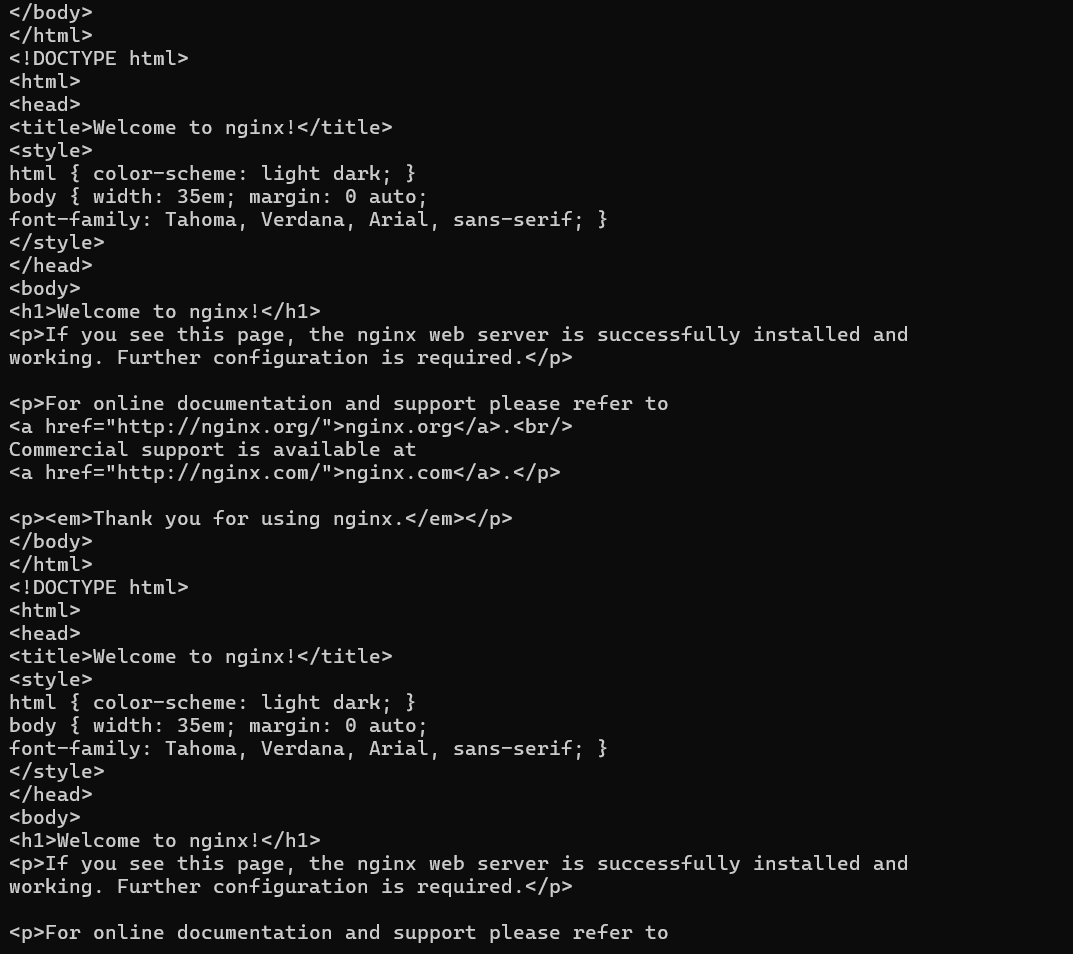 </body>
</html>
<!DOCTYPE html>
<html>
<head>
<title>Welcome to nginx!</title>
<style>
html { color-scheme: light dark; }
body { width: 35em; margin: 0 auto;
font-family: Tahoma, Verdana, Arial, sans-serif; }
</style>
</head>
<body>
<h1>Welcome to nginx!</h1>
<p>If you see this page, the nginx web server is successfully installed and
working. Further configuration is required.</p>

<p>For online documentation and support please refer to
<a href="http://nginx.org/">nginx.org</a>.<br/>
Commercial support is available at
<a href="http://nginx.com/">nginx.com</a>.</p>

<p><em>Thank you for using nginx.</em></p>
</body>
</html>
<!DOCTYPE html>
<html>
<head>
<title>Welcome to nginx!</title>
<style>
html { color-scheme: light dark; }
body { width: 35em; margin: 0 auto;
font-family: Tahoma, Verdana, Arial, sans-serif; }
</style>
</head>
<body>
<h1>Welcome to nginx!</h1>
<p>If you see this page, the nginx web server is successfully installed and
working. Further configuration is required.</p>

<p>For online documentation and support please refer to